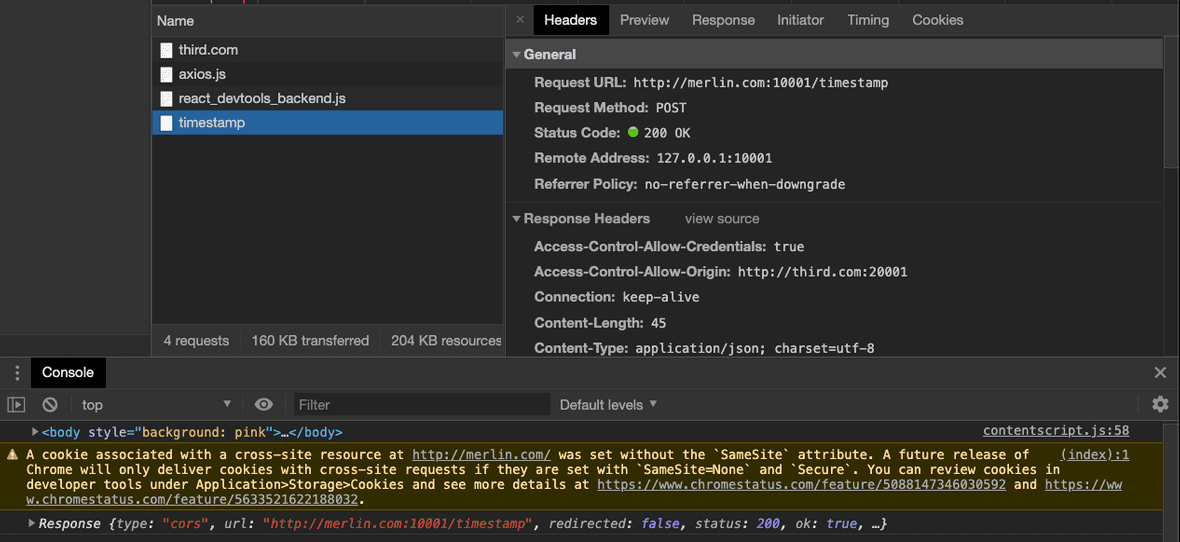 Name
third.com
axios.js
react_devtools_backend.js
timestamp
4 requests 160 KB transferred 204 KB resources
× Headers Preview Response Initiator Timing Cookies
General
Request URL: http://merlin.com:10001/timestamp
Request Method: POST
Status Code: 200 OK
Remote Address: 127.0.0.1:10001
Referrer Policy: no-referrer-when-downgrade
Response Headers view source
Access-Control-Allow-Credentials: true
Access-Control-Allow-Origin: http://third.com:20001
Connection: keep-alive
Content-Length: 45
Content-Type: application/json; charset=utf-8
Console
top Filter Default levels
<body style="background: pink">…</body> contentscript.js:58
A cookie associated with a cross-site resource at http://merlin.com/ was set without the `SameSite` attribute. A future release of (index):1
Chrome will only deliver cookies with cross-site requests if they are set with `SameSite=None` and `Secure`. You can review cookies in
developer tools under Application>Storage>Cookies and see more details at https://www.chromestatus.com/feature/5088147346030592 and https://ww
w.chromestatus.com/feature/5633521622188032.
Response {type: "cors", url: "http://merlin.com:10001/timestamp", redirected: false, status: 200, ok: true, …}